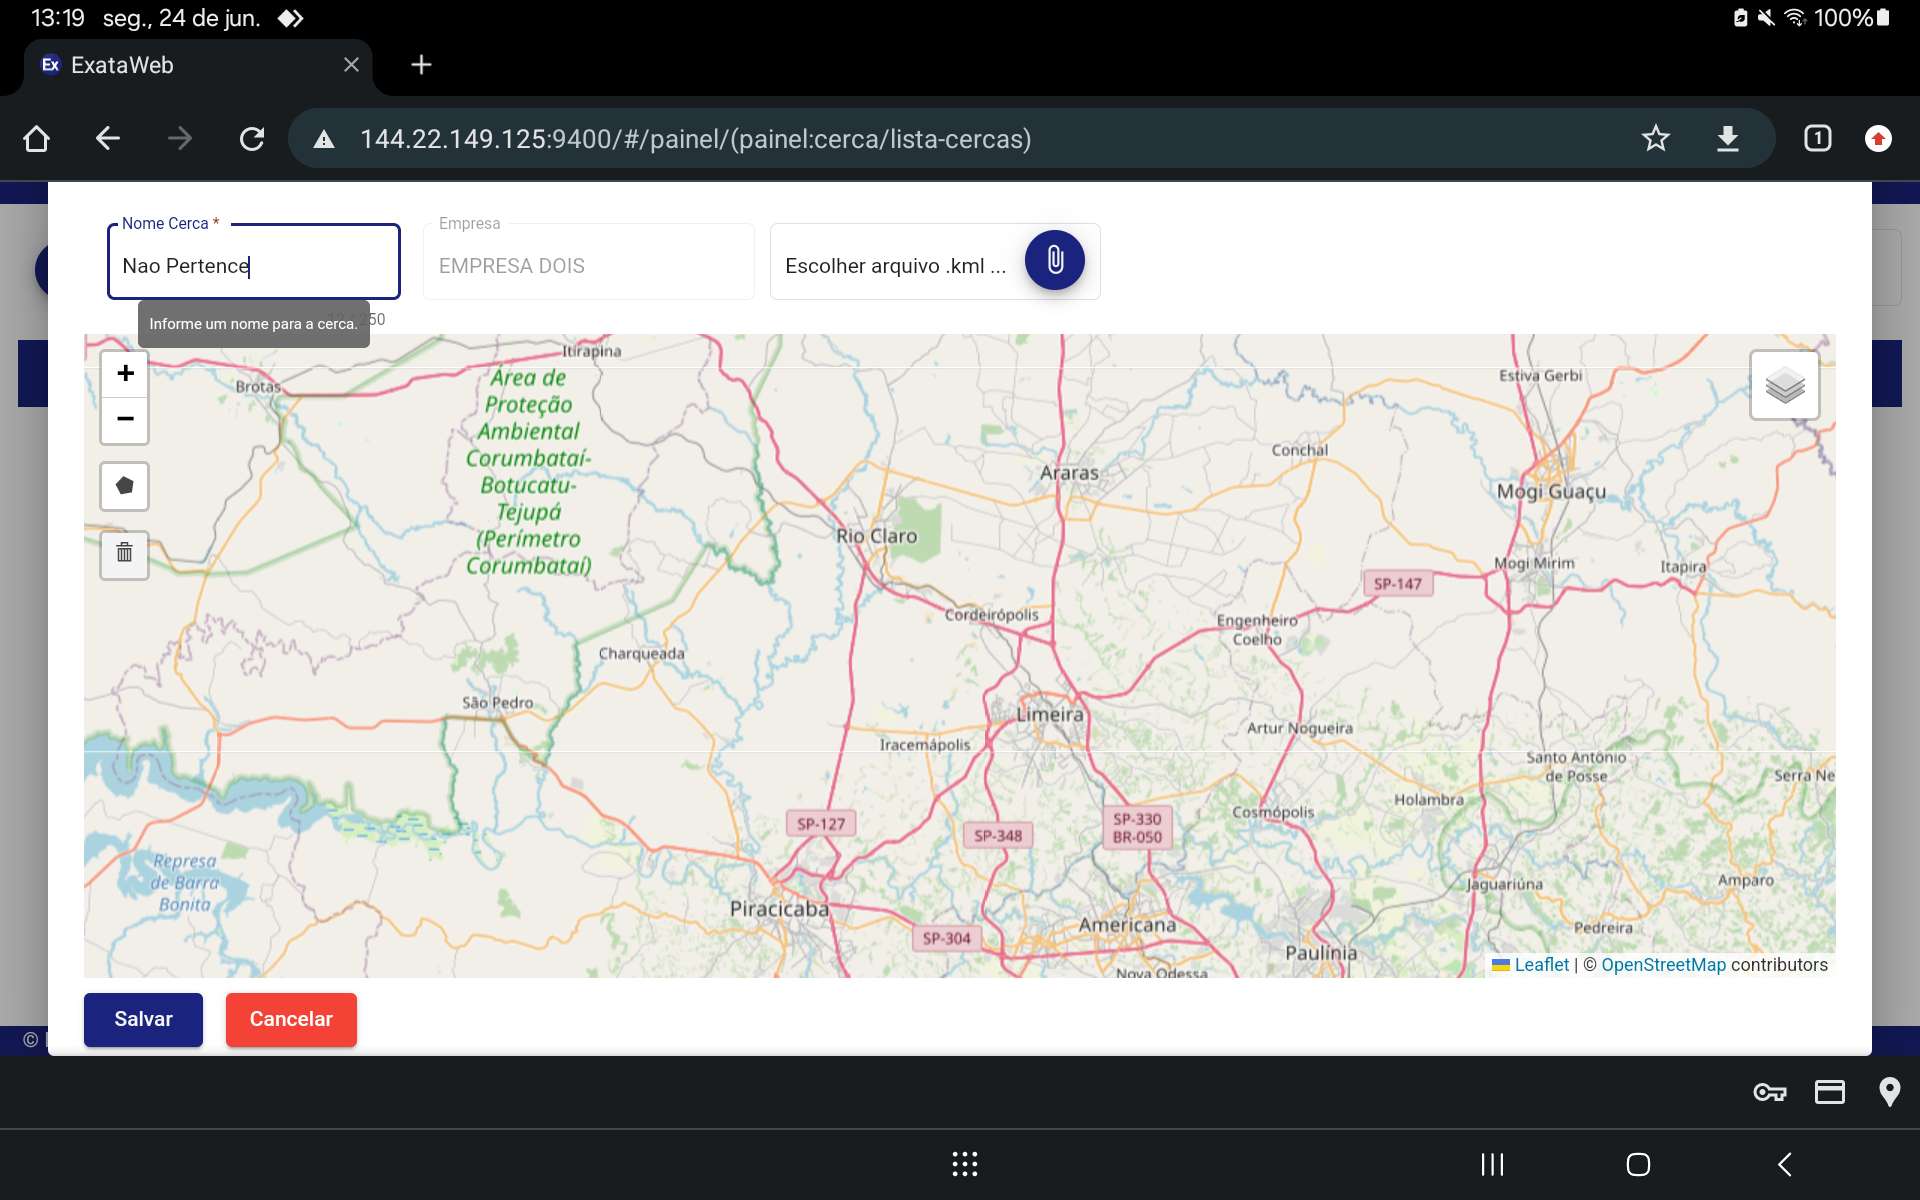 13:19 seg., 24 de jun.
100%
Ex ExataWeb
144.22.149.125:9400/#/painel/(painel:cerca/lista-cercas)
1
Nome Cerca *
Nao Pertence
Empresa
EMPRESA DOIS
Escolher arquivo .kml ...
Informe um nome para a cerca.
+
−
Itirapina
Brotas
Área de
Proteção
Ambiental
Corumbataí-
Botucatu-
Tejupá
(Perímetro
Corumbataí)
Estiva Gerbi
Conchal
Araras
Mogi Guaçu
Rio Claro
Mogi Mirim
Itapira
SP-147
Cordeirópolis
Engenheiro
Coelho
Charqueada
São Pedro
Limeira
Artur Nogueira
Iracemápolis
Santo Antônio
de Posse
Serra Ne
Holambra
Cosmópolis
SP-127
SP-348
SP-330
BR-050
Represa
de Barra
Bonita
Jaguariúna
Amparo
Piracicaba
Americana
SP-304
Pedreira
Paulínia
Nova Odessa
Leaflet | © OpenStreetMap contributors
Salvar
Cancelar
©